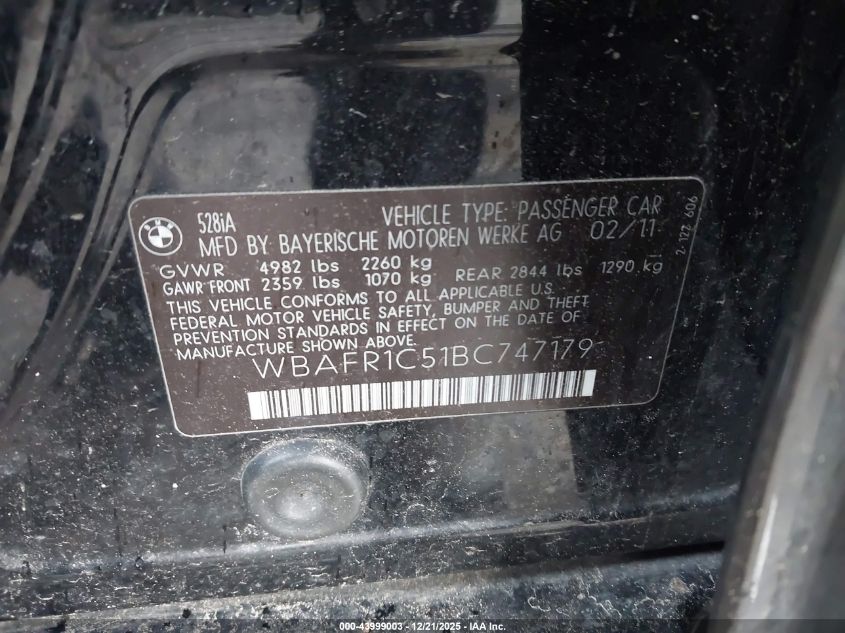 BMW
528iA
VEHICLE TYPE: PASSENGER CAR
MFD BY BAYERISCHE MOTOREN WERKE AG 02/11
GVWR 4982 lbs 2260 kg
GAWR FRONT 2359 lbs 1070 kg REAR 2844 lbs 1290 kg
THIS VEHICLE CONFORMS TO ALL APPLICABLE U.S.
FEDERAL MOTOR VEHICLE SAFETY, BUMPER AND THEFT
PREVENTION STANDARDS IN EFFECT ON THE DATE OF
MANUFACTURE SHOWN ABOVE.
WBAFR1C51BC747179
000-43999003 - 12/21/2025 - IAA Inc.